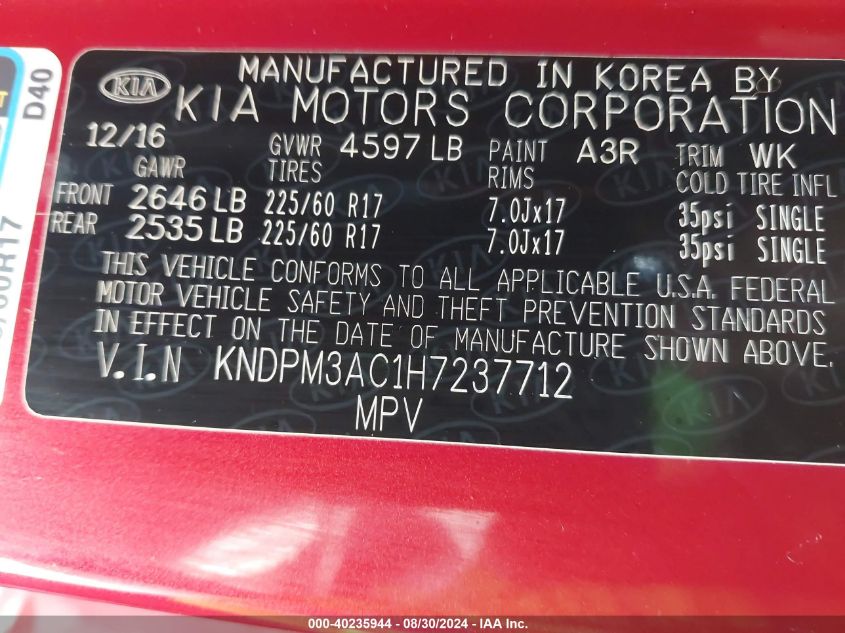 KIA
MANUFACTURED IN KOREA BY
KIA MOTORS CORPORATION
12/16 GVWR 4597 LB PAINT A3R TRIM WK
GAWR TIRES RIMS COLD TIRE INFL
FRONT 2646 LB 225/60 R17 7.0Jx17 35psi SINGLE
REAR 2535 LB 225/60 R17 7.0Jx17 35psi SINGLE
THIS VEHICLE CONFORMS TO ALL APPLICABLE U.S.A. FEDERAL
MOTOR VEHICLE SAFETY AND THEFT PREVENTION STANDARDS
IN EFFECT ON THE DATE OF MANUFACTURE SHOWN ABOVE.
V.I.N KNDPM3AC1H7237712
MPV
D40
000-40235944 - 08/30/2024 - IAA Inc.